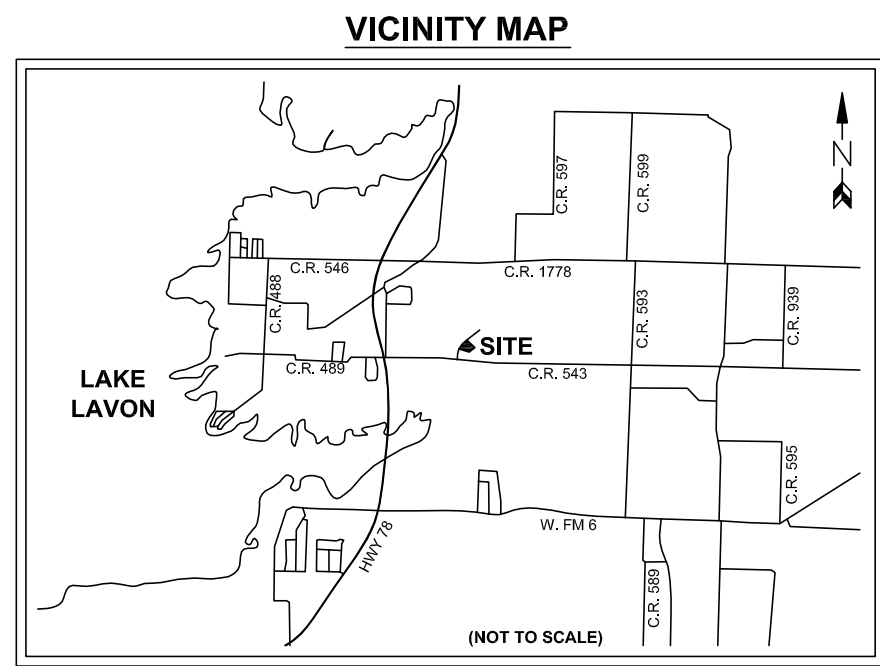 VICINITY MAP
N
C.R. 597
C.R. 599
C.R. 546
C.R. 1778
C.R. 488
C.R. 593
C.R. 939
SITE
C.R. 489
C.R. 543
LAKE
LAVON
C.R. 595
W. FM 6
HWY 78
C.R. 589
(NOT TO SCALE)